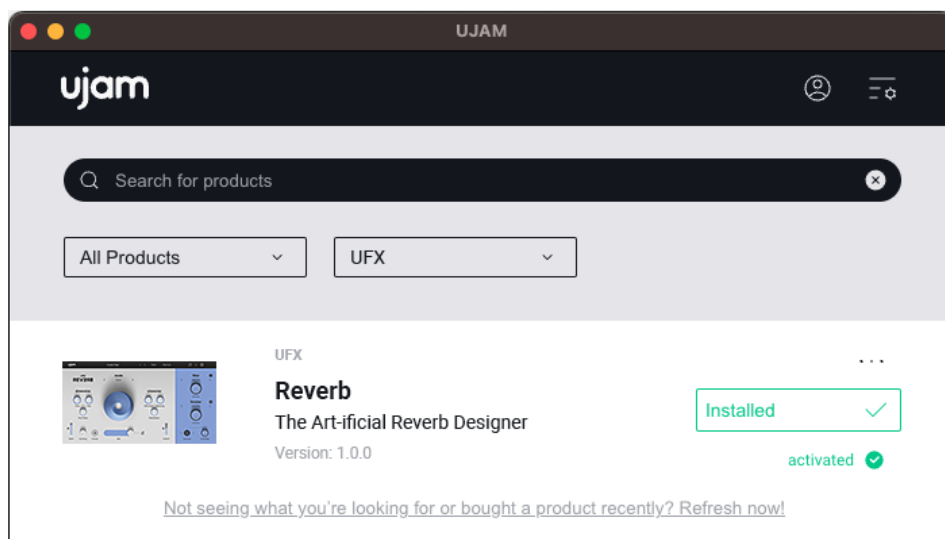 UJAM
ujam
Search for products
All Products
UFX
UFX
Reverb
The Art-ificial Reverb Designer
Version: 1.0.0
Installed
activated
Not seeing what you're looking for or bought a product recently? Refresh now!
REVERB